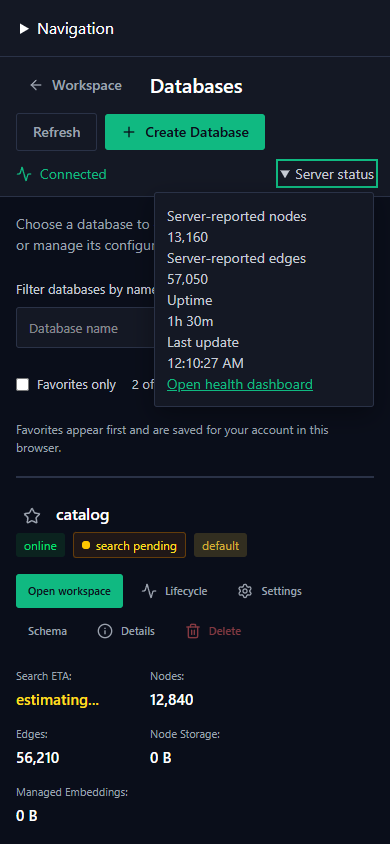 Navigation
Workspace
Databases
Refresh
Create Database
Connected
Server status
Server-reported nodes
13,160
Server-reported edges
57,050
Uptime
1h 30m
Last update
12:10:27 AM
Open health dashboard
Choose a database to
or manage its
Filter databases by name
Database name
Favorites only
2 of
Favorites appear first and are saved for your account in this
browser.
catalog
online
search pending
default
Open workspace
Lifecycle
Settings
Schema
Details
Delete
Search ETA:
Nodes:
estimating...
12,840
Edges:
Node Storage:
56,210
0 B
Managed Embeddings:
0 B